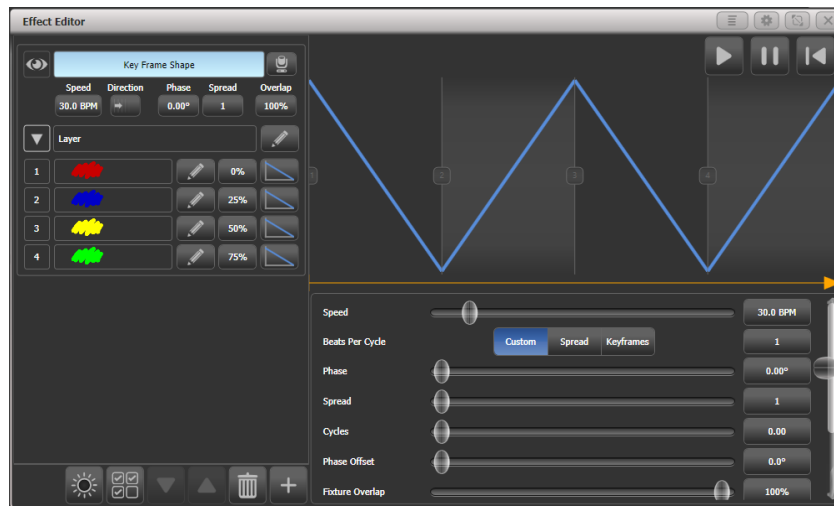 Effect Editor
Key Frame Shape
Speed Direction Phase Spread Overlap
30.0 BPM 0.00° 1 100%
Layer
1 0%
2 25%
3 50%
4 75%
1 2 3 4
Speed 30.0 BPM
Beats Per Cycle Custom Spread Keyframes 1
Phase 0.00°
Spread 1
Cycles 0.00
Phase Offset 0.0°
Fixture Overlap 100%